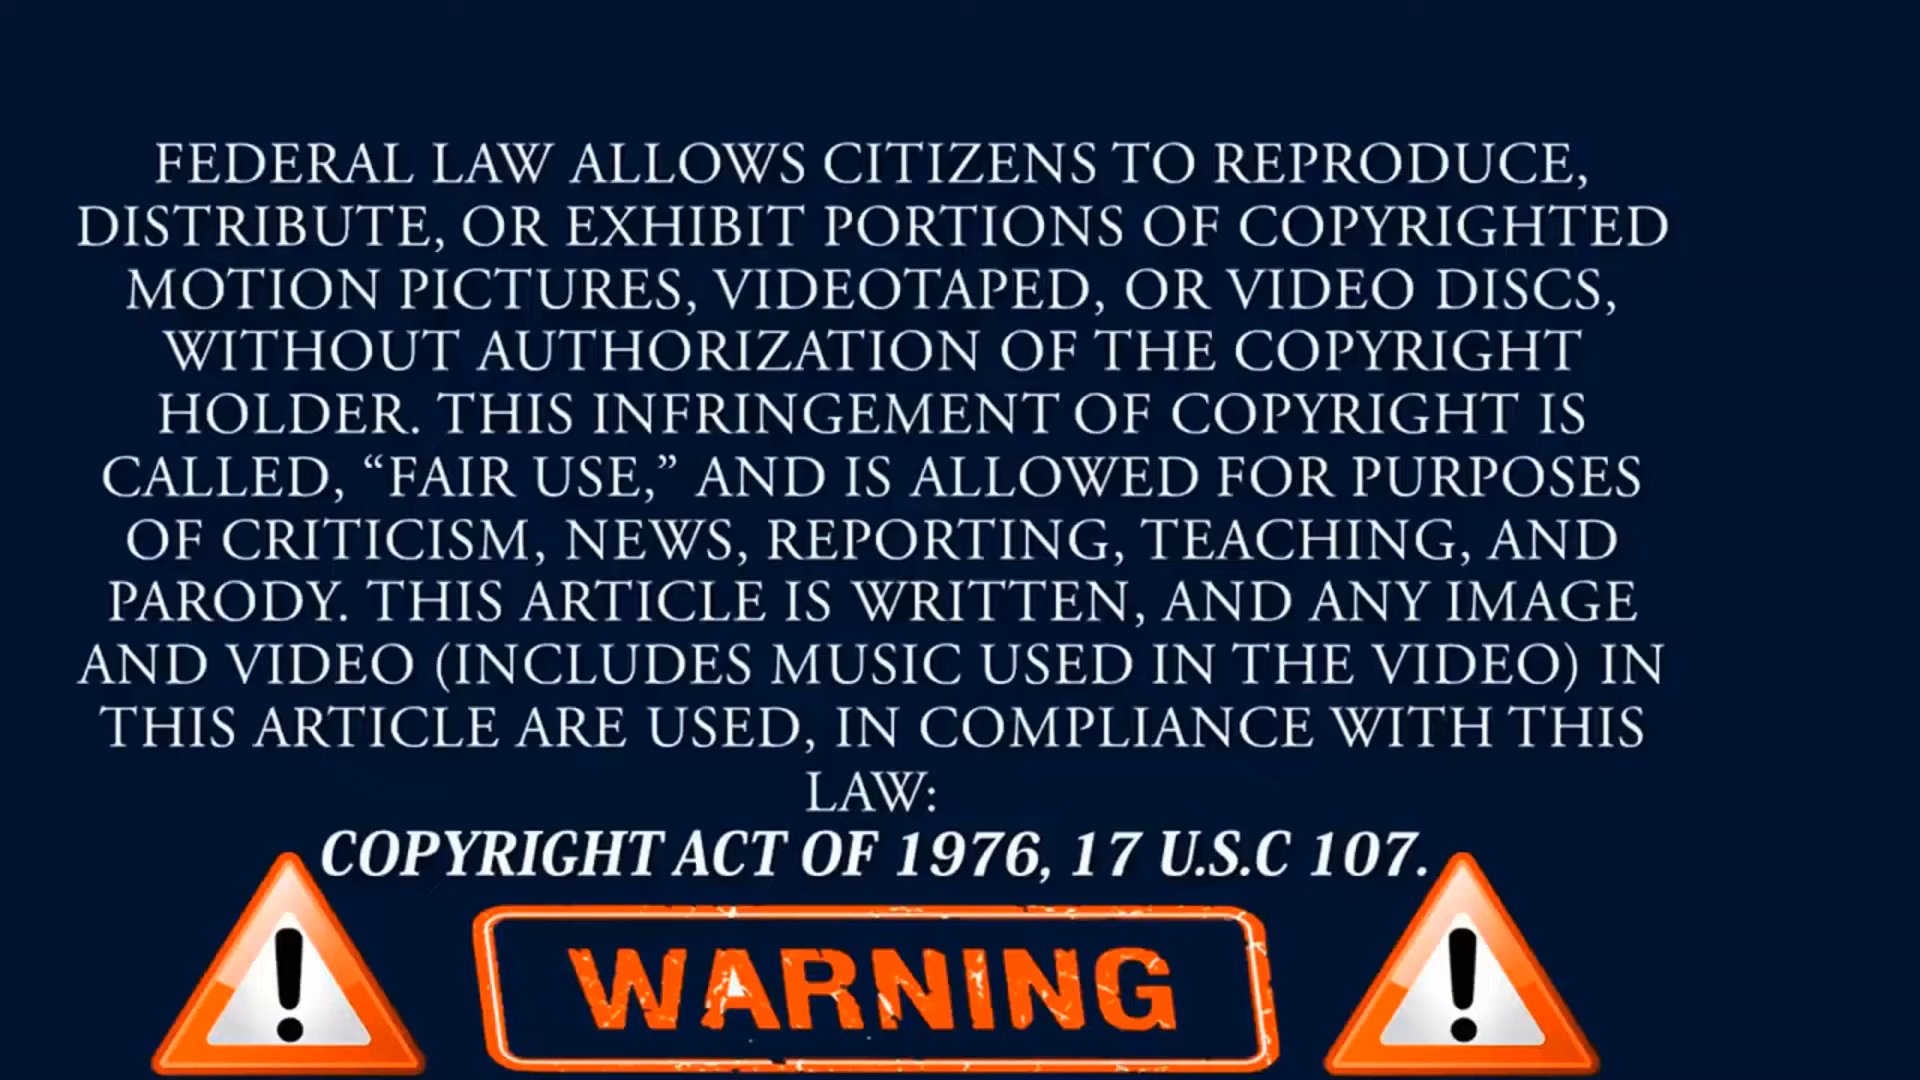 FEDERAL LAW ALLOWS CITIZENS TO REPRODUCE,
DISTRIBUTE, OR EXHIBIT PORTIONS OF COPYRIGHTED
MOTION PICTURES, VIDEOTAPED, OR VIDEO DISCS,
WITHOUT AUTHORIZATION OF THE COPYRIGHT
HOLDER. THIS INFRINGEMENT OF COPYRIGHT IS
CALLED, “FAIR USE,” AND IS ALLOWED FOR PURPOSES
OF CRITICISM, NEWS, REPORTING, TEACHING, AND
PARODY. THIS ARTICLE IS WRITTEN, AND ANY IMAGE
AND VIDEO (INCLUDES MUSIC USED IN THE VIDEO) IN
THIS ARTICLE ARE USED, IN COMPLIANCE WITH THIS
LAW:
COPYRIGHT ACT OF 1976, 17 U.S.C 107.
WARNING